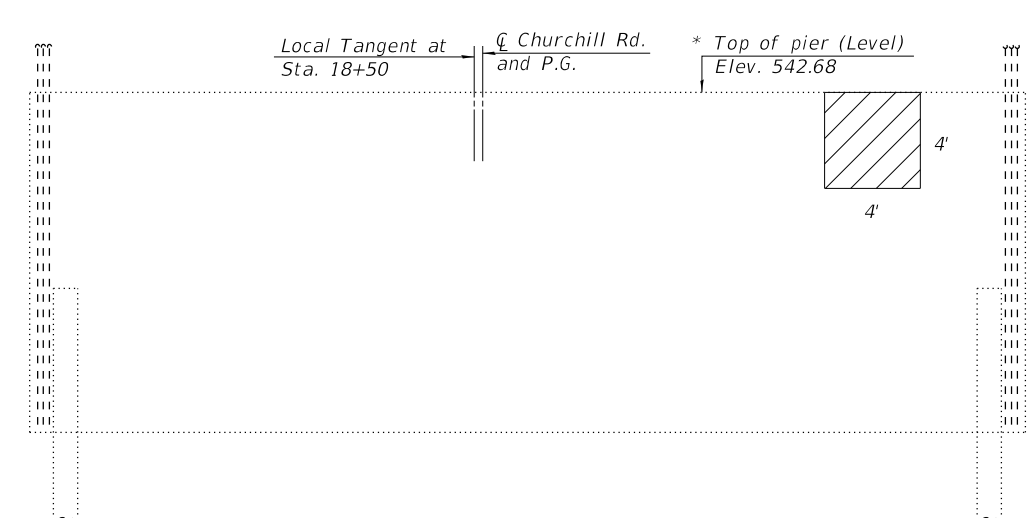 Local Tangent at
Sta. 18+50
℄ Churchill Rd.
and P.G.
* Top of pier (Level)
Elev. 542.68
4'
4'